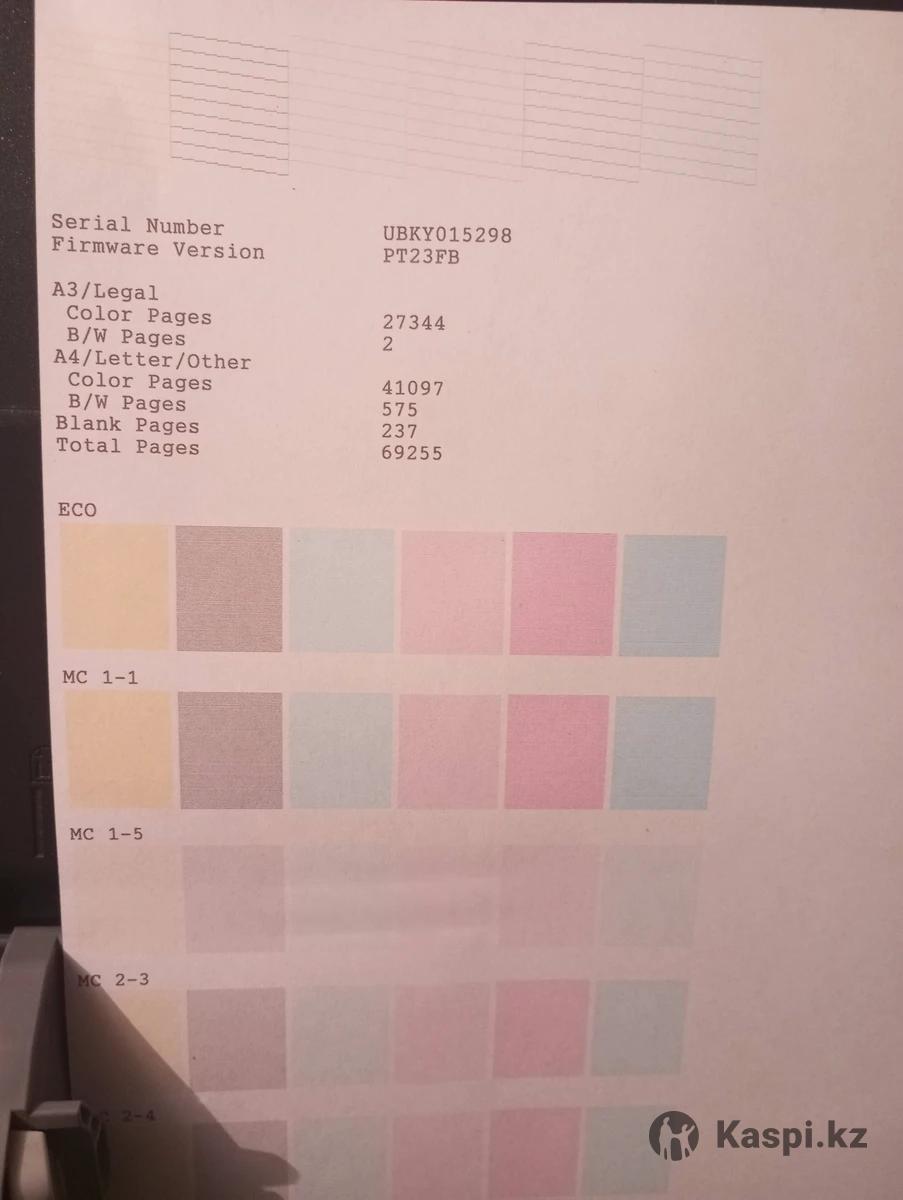 Serial Number UBKY015298
Firmware Version PT23FB
A3/Legal
Color Pages 27344
B/W Pages 2
A4/Letter/Other
Color Pages 41097
B/W Pages 575
Blank Pages 237
Total Pages 69255
ECO
MC 1-1
MC 1-5
MC 2-3
2-4
Kaspi.kz